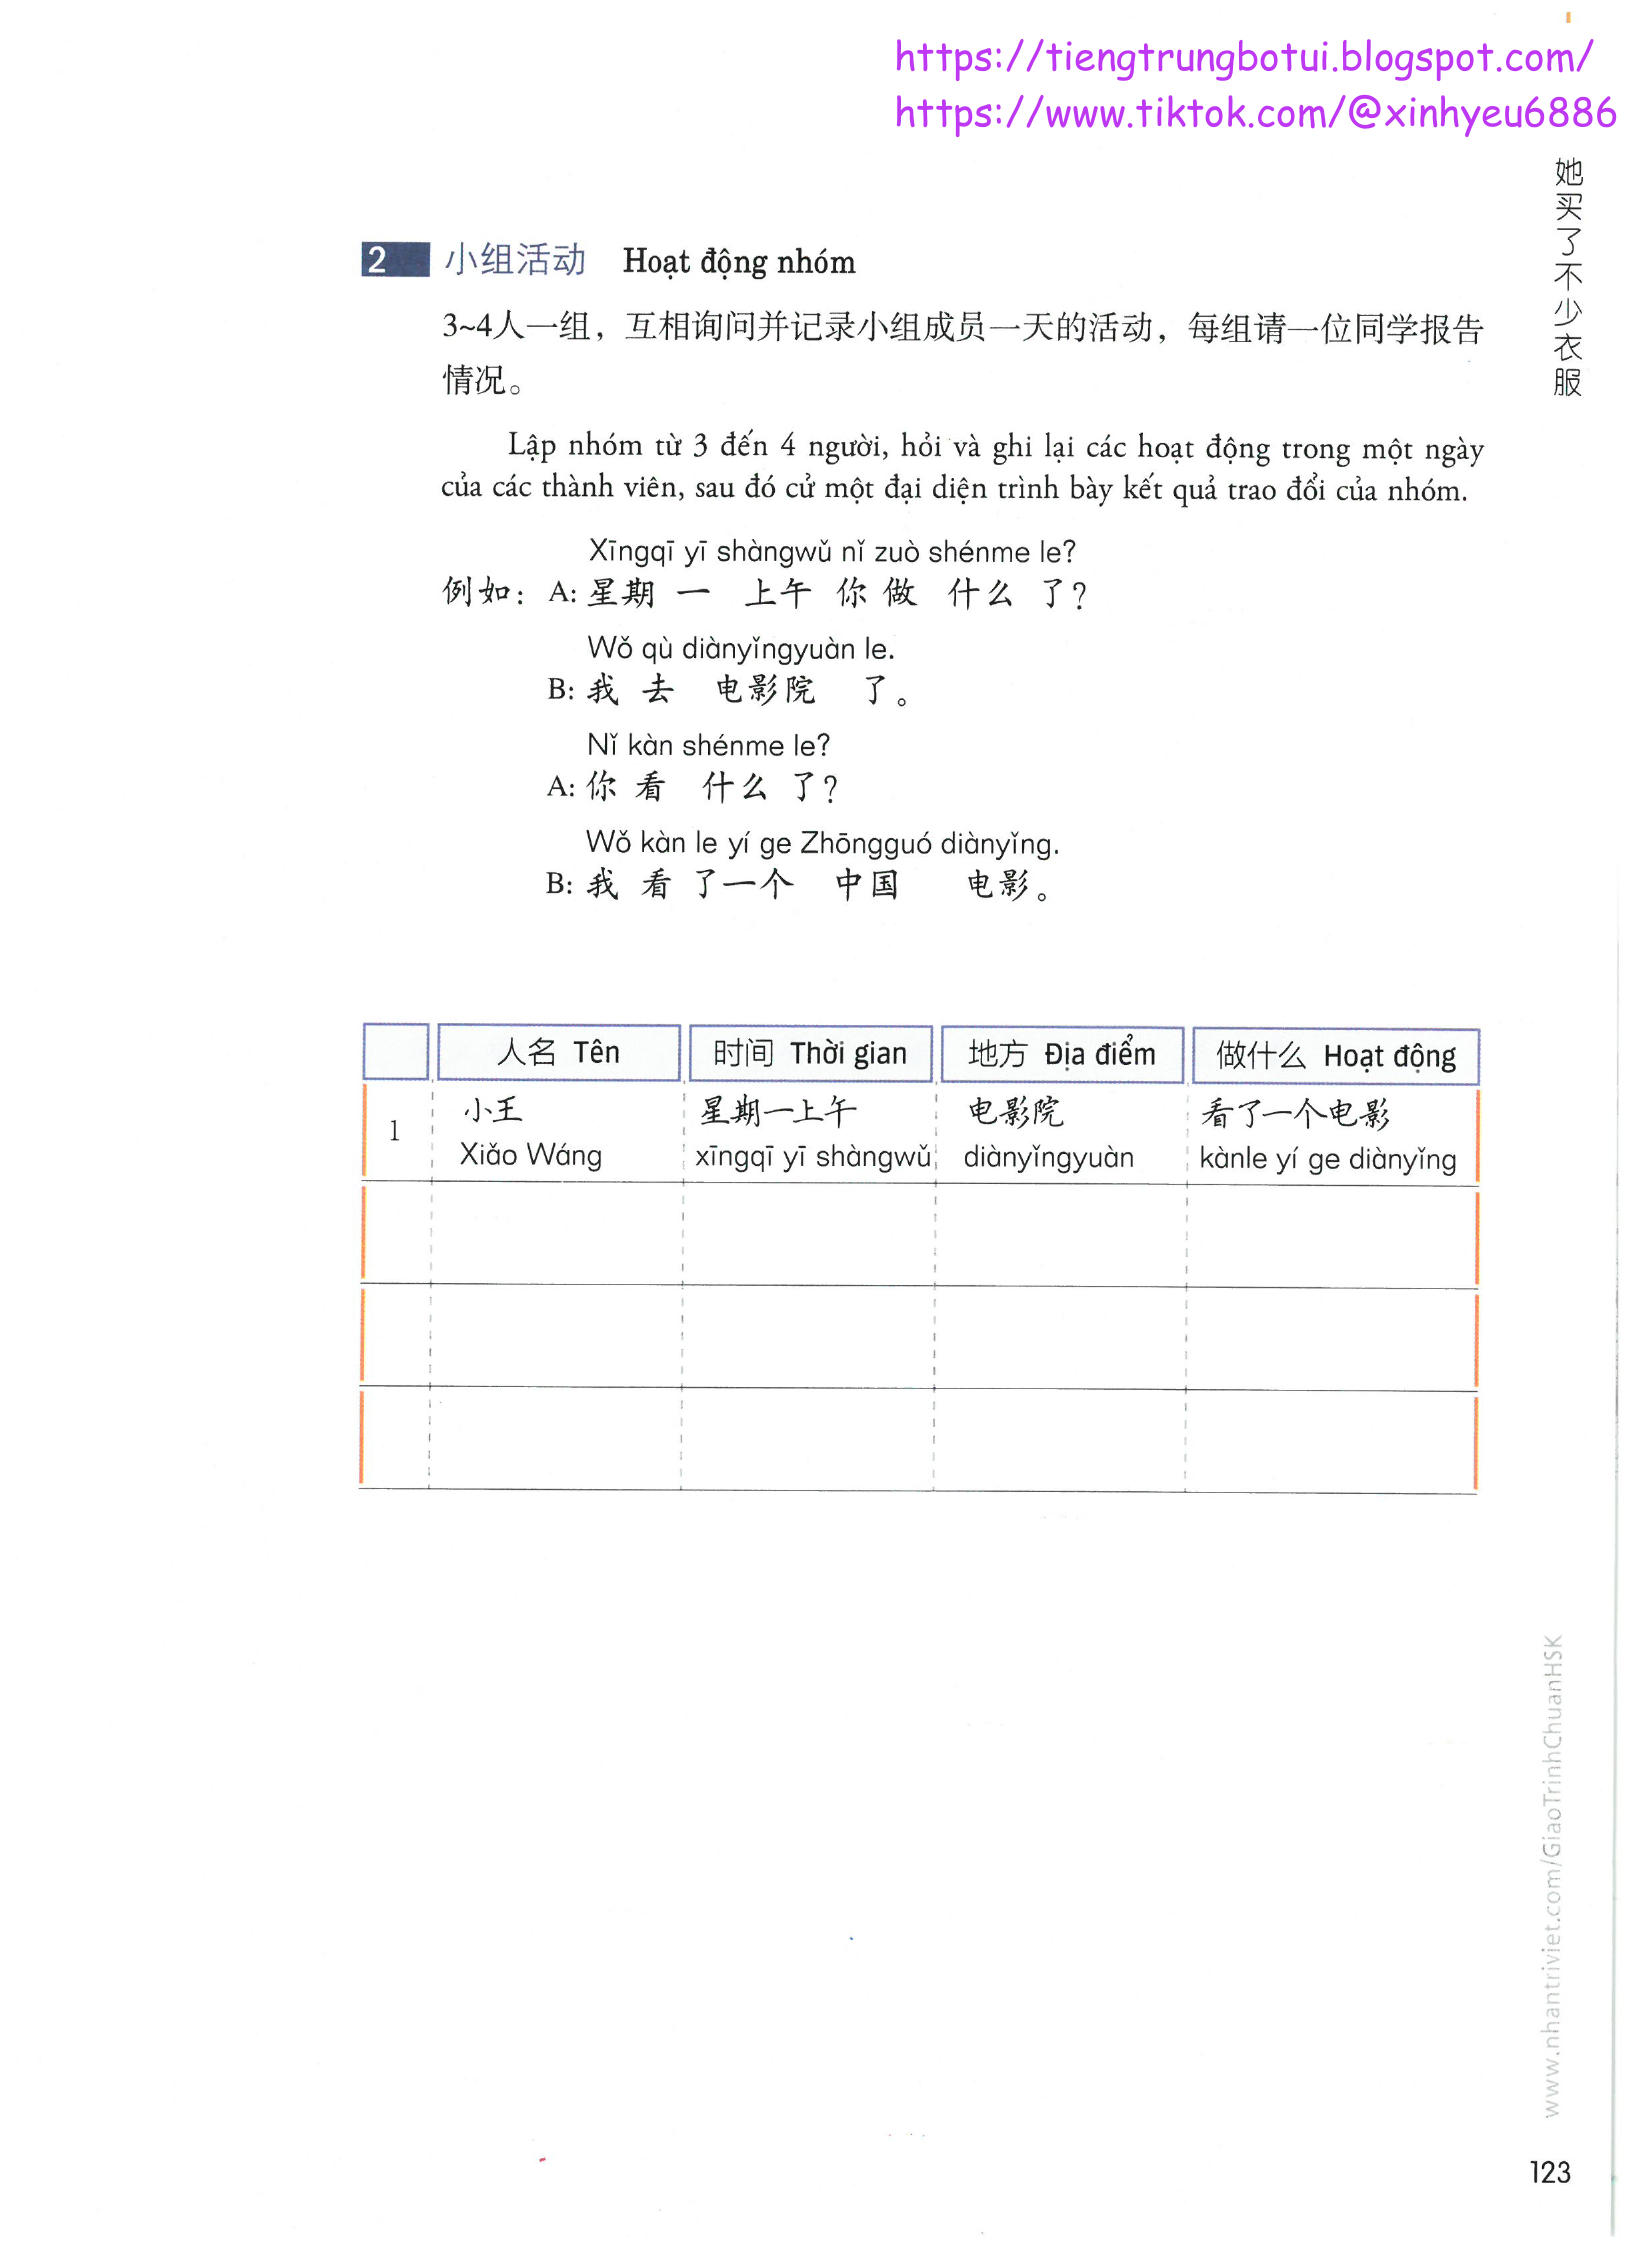 https://tiengtrungbotui.blogspot.com/
https://www.tiktok.com/@xinhyeu6886
她买了不少衣服
2 小组活动 Hoạt động nhóm
3~4人一组，互相询问并记录小组成员一天的活动，每组请一位同学报告
情况。
Lập nhóm từ 3 đến 4 người, hỏi và ghi lại các hoạt động trong một ngày
của các thành viên, sau đó cử một đại diện trình bày kết quả trao đổi của nhóm.
Xīngqī yī shàngwǔ nǐ zuò shénme le?
例如： A: 星期 一 上午 你 做 什么 了？
Wǒ qù diànyǐngyuàn le.
B: 我 去 电影院 了。
Nǐ kàn shénme le?
A: 你 看 什么 了？
Wǒ kàn le yí ge Zhōngguó diànyǐng.
B: 我 看 了一个 中国 电影。
人名 Tên 时间 Thời gian 地方 Địa điểm 做什么 Hoạt động
1 小王 星期一上午 电影院 看了一个电影
Xiǎo Wáng xīngqī yī shàngwǔ diànyǐngyuàn kànle yí ge diànyǐng
www.nhantriviet.com/GiaoTrinhChuanHSK
123